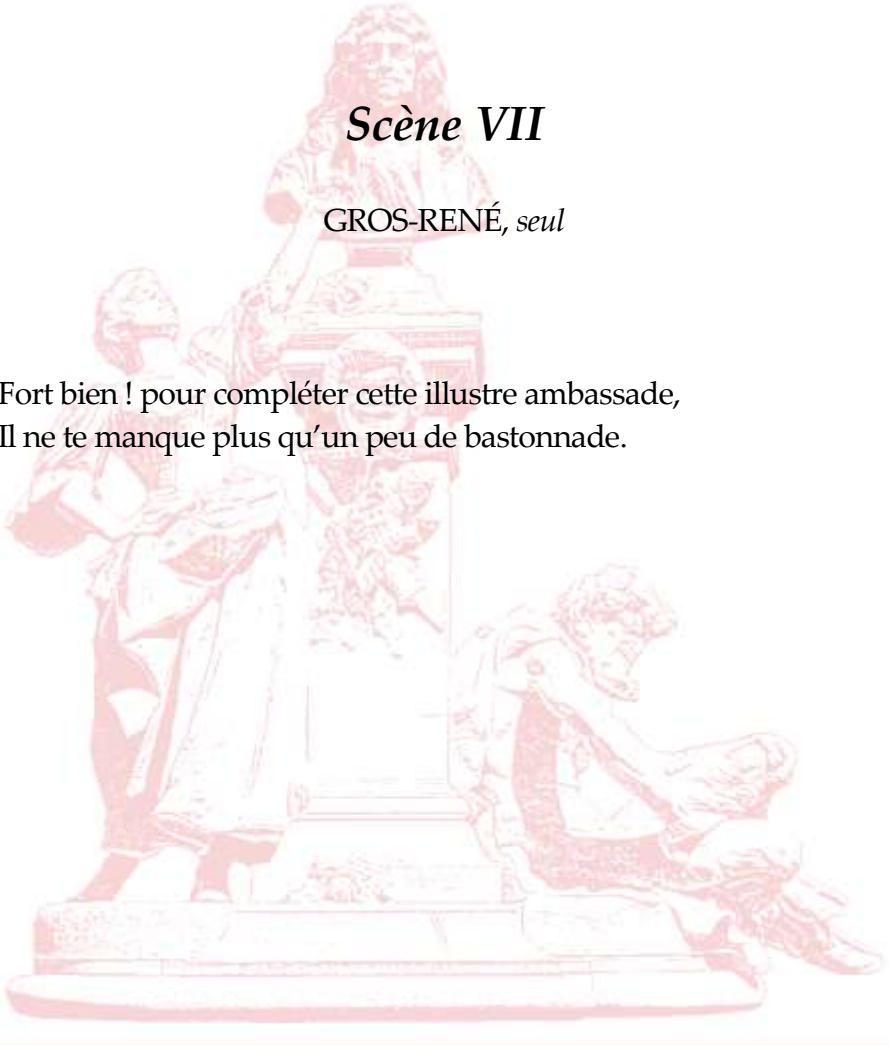 Scène VII
GROS-RENÉ, seul
Fort bien ! pour compléter cette illustre ambassade,
Il ne te manque plus qu’un peu de bastonnade.